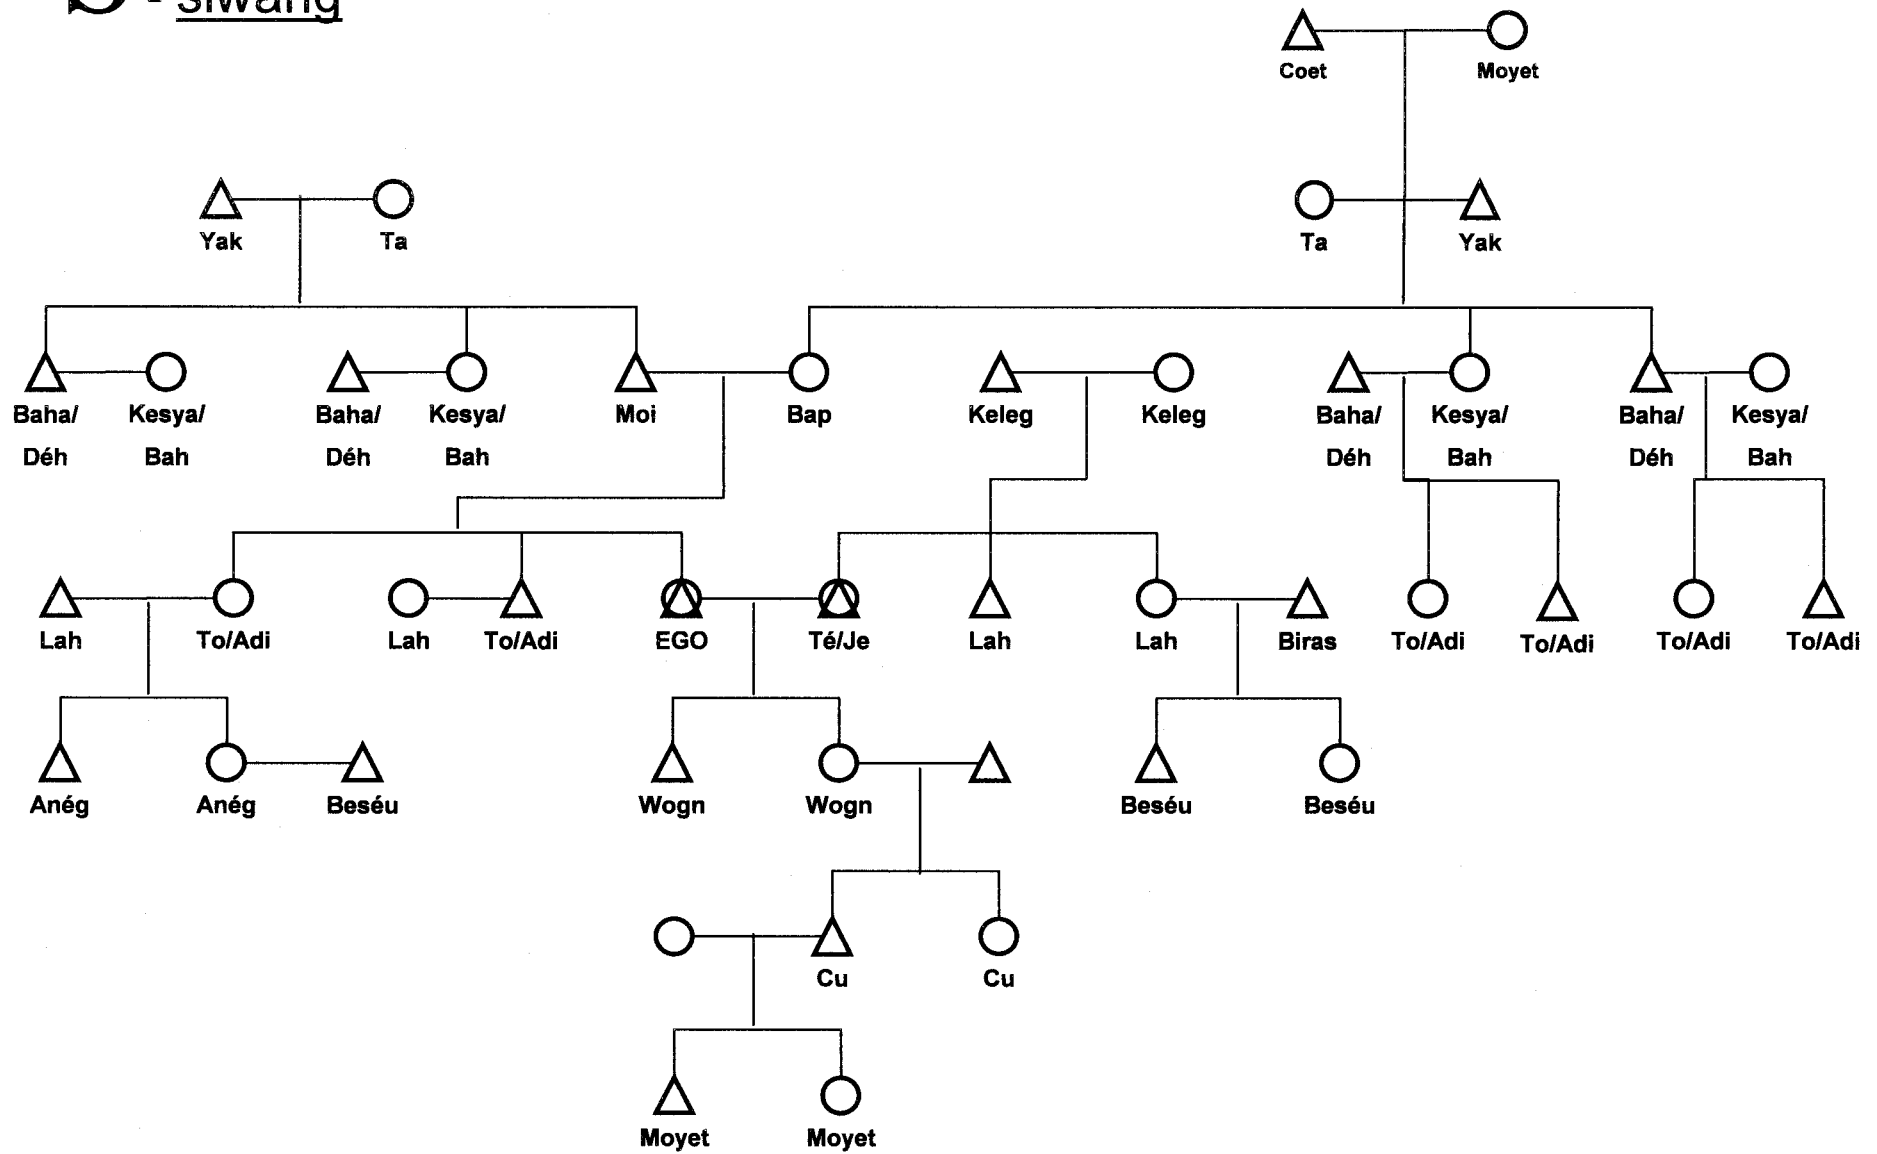 - siwang
Coet Moyet
Yak Ta Ta Yak
Baha/ Kesya/ Baha/ Kesya/ Moi Bap Keleg Keleg Baha/ Kesya/ Baha/ Kesya/
Déh Bah Déh Bah Déh Bah Déh Bah
Lah To/Adi Lah To/Adi EGO Té/Je Lah Lah Biras To/Adi To/Adi To/Adi To/Adi
Anég Anég Beséu Wogn Wogn Beséu Beséu
Cu Cu
Moyet Moyet